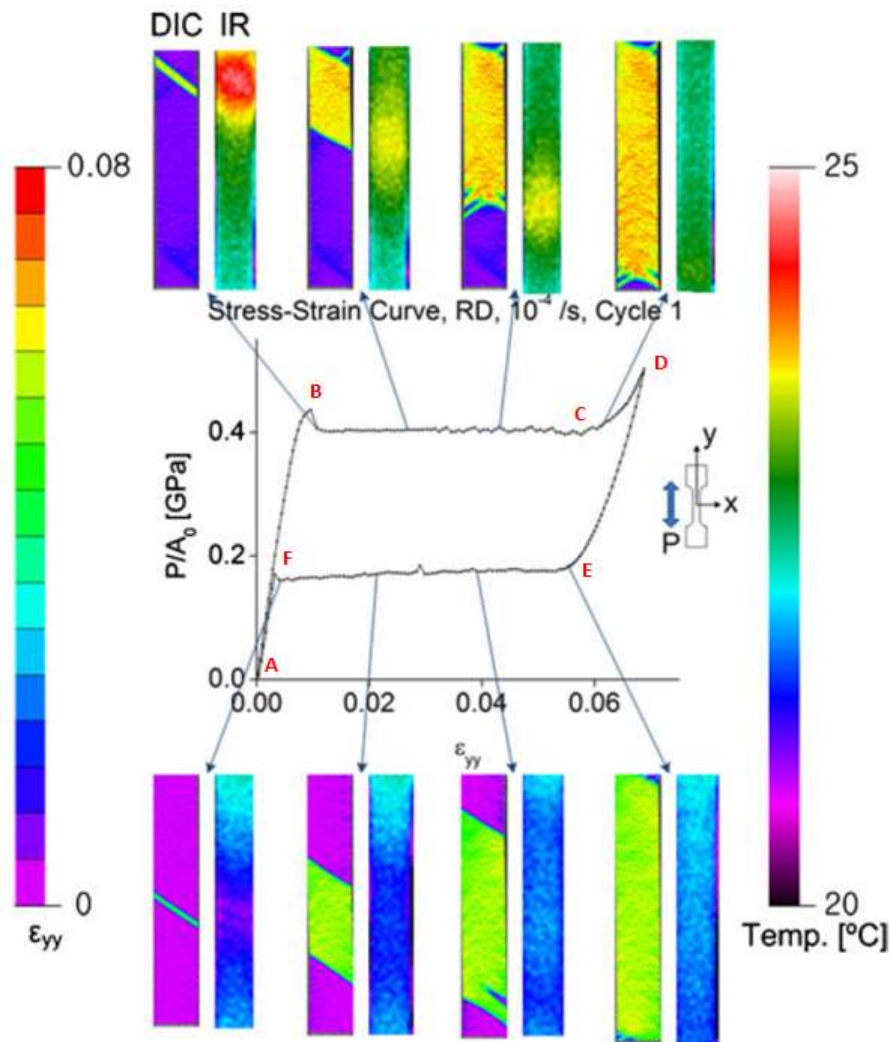 DIC IR
0.08
25
Stress-Strain Curve, RD, 10⁻⁴ /s, Cycle 1
D
B
C
0.4
y
x
P
P/A₀ [GPa]
0.2
F
E
A
0.0
0.00 0.02 0.04 0.06
εyy
0
εyy
20
Temp. [ºC]